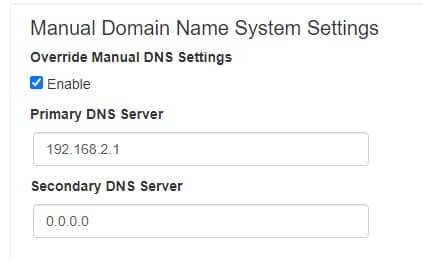 Manual Domain Name System Settings
Override Manual DNS Settings
Enable
Primary DNS Server
192.168.2.1
Secondary DNS Server
0.0.0.0